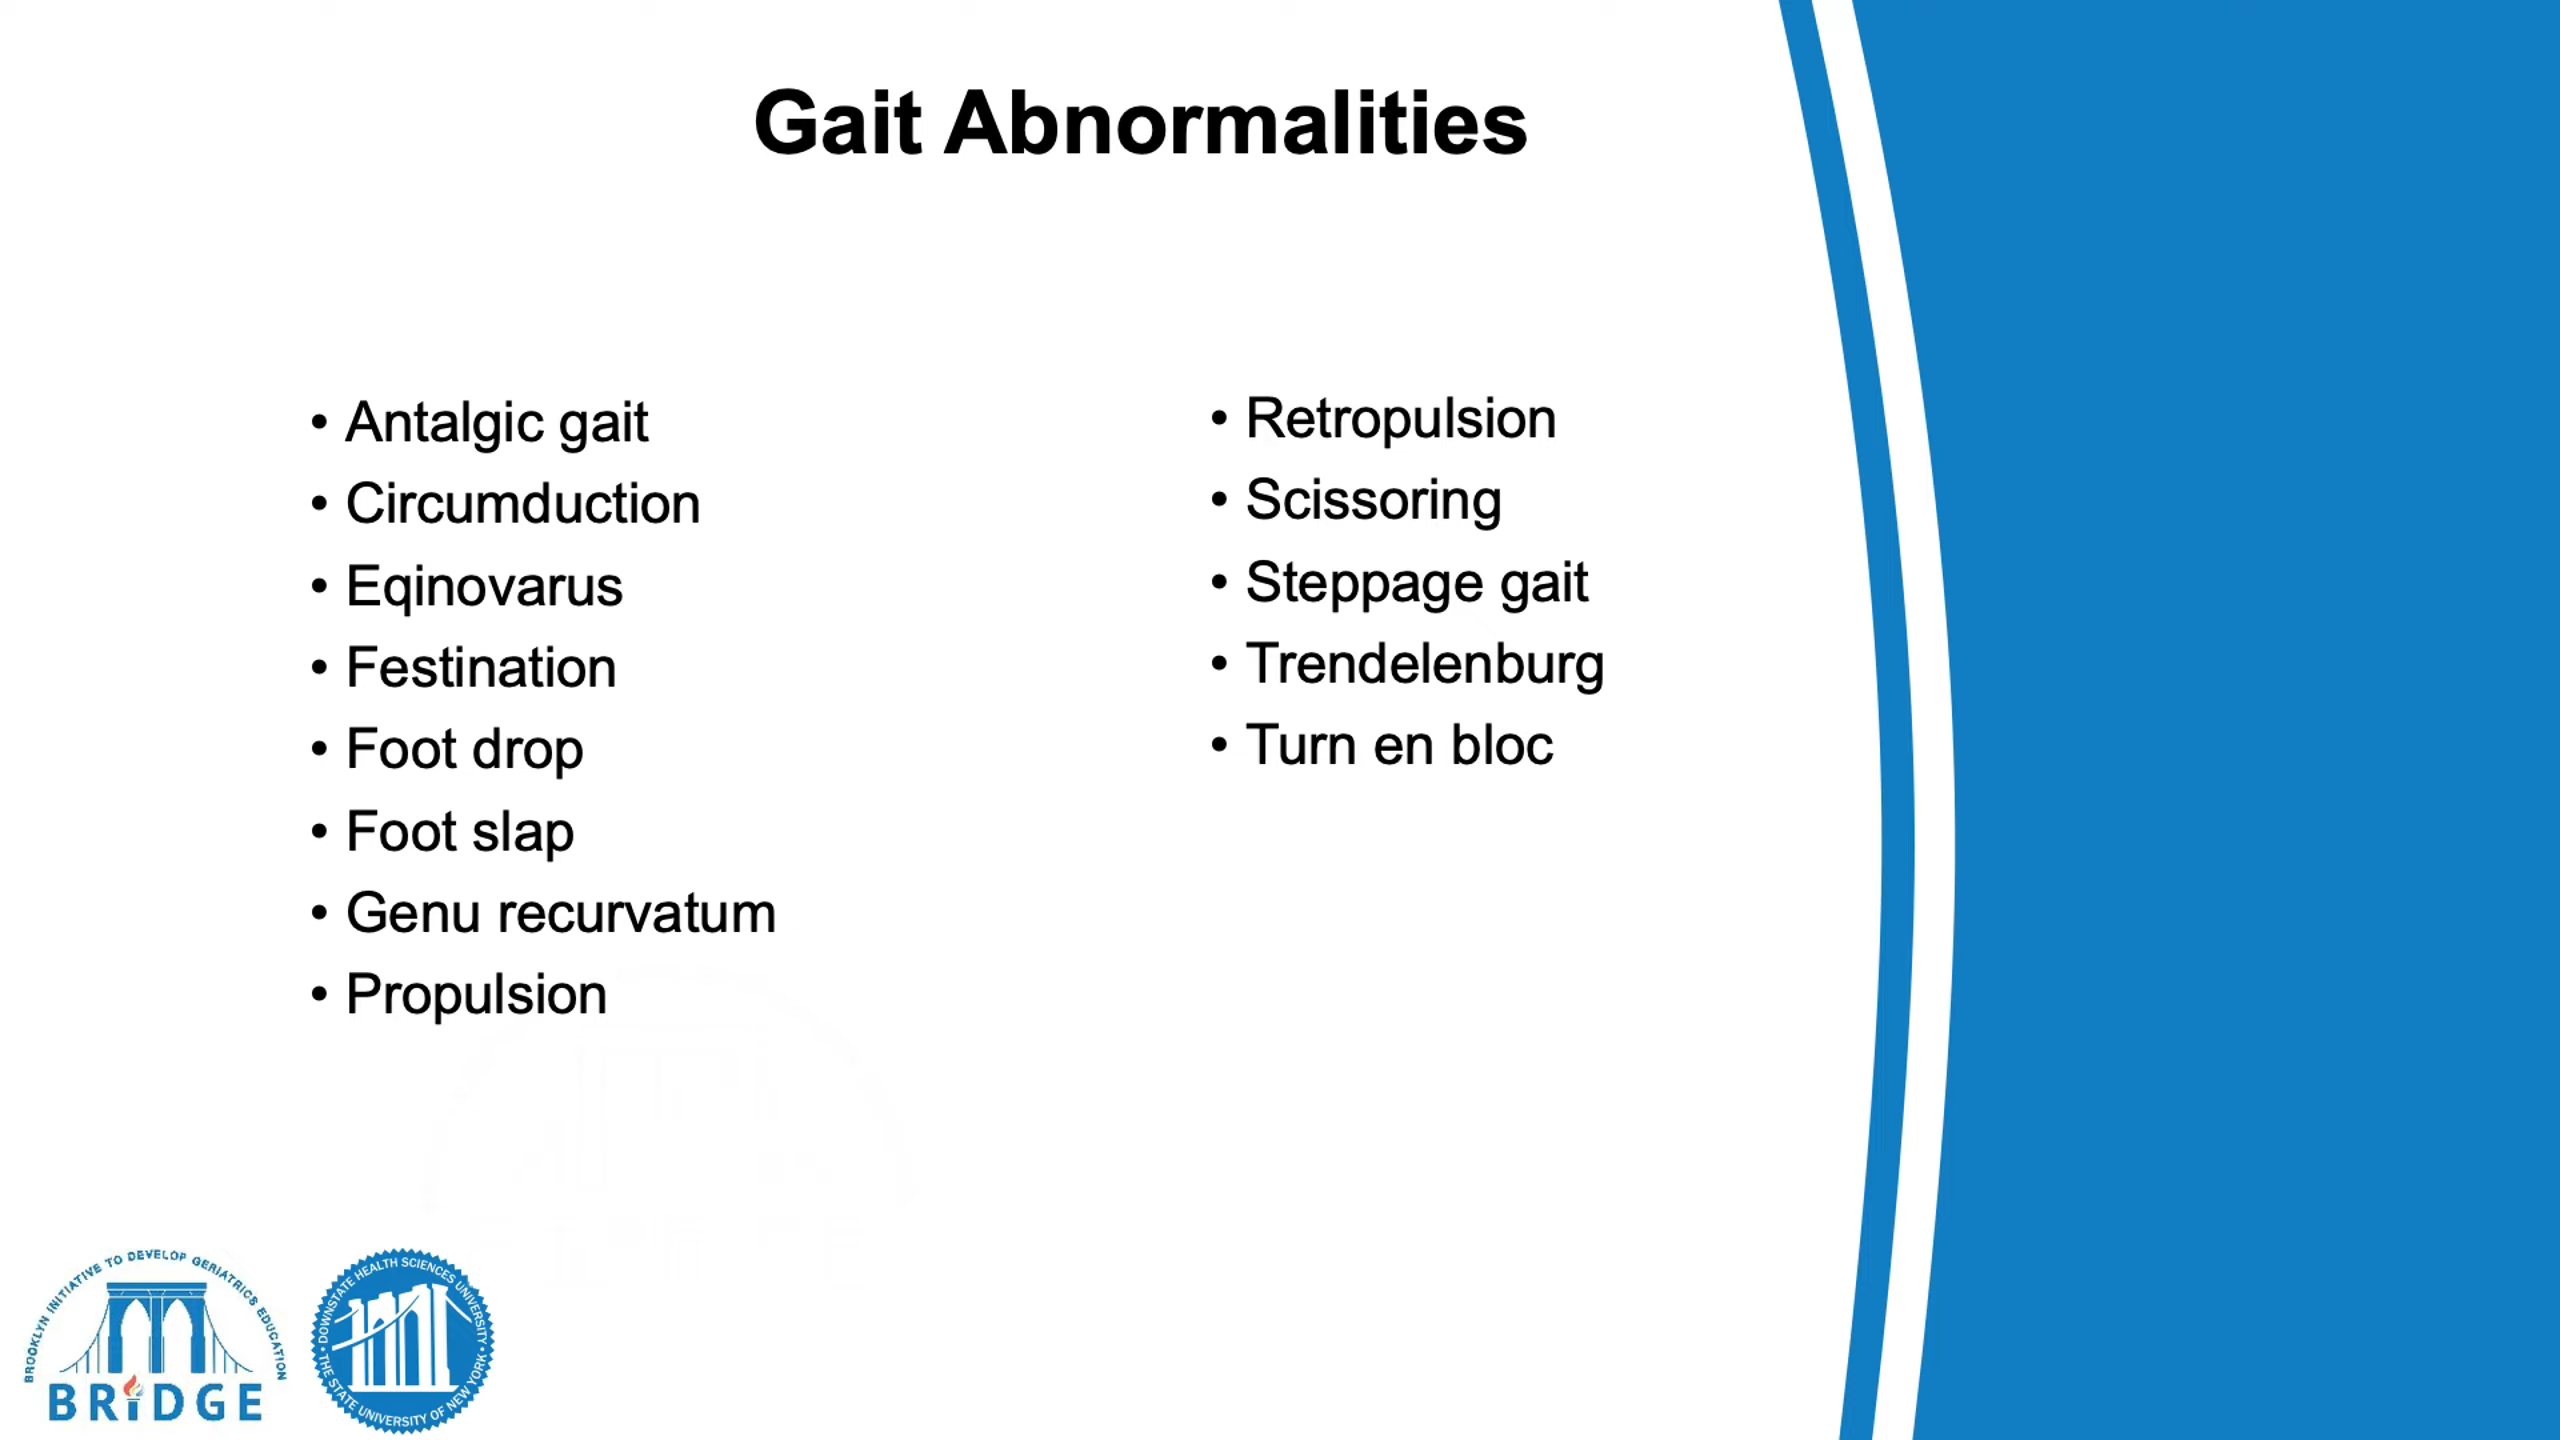 Gait Abnormalities
• Antalgic gait
• Circumduction
• Eqinovarus
• Festination
• Foot drop
• Foot slap
• Genu recurvatum
• Propulsion
• Retropulsion
• Scissoring
• Steppage gait
• Trendelenburg
• Turn en bloc
BROOKLYN INITIATIVE TO DEVELOP GERIATRICS EDUCATION
BRiDGE
DOWNSTATE HEALTH SCIENCES UNIVERSITY
THE STATE UNIVERSITY OF NEW YORK